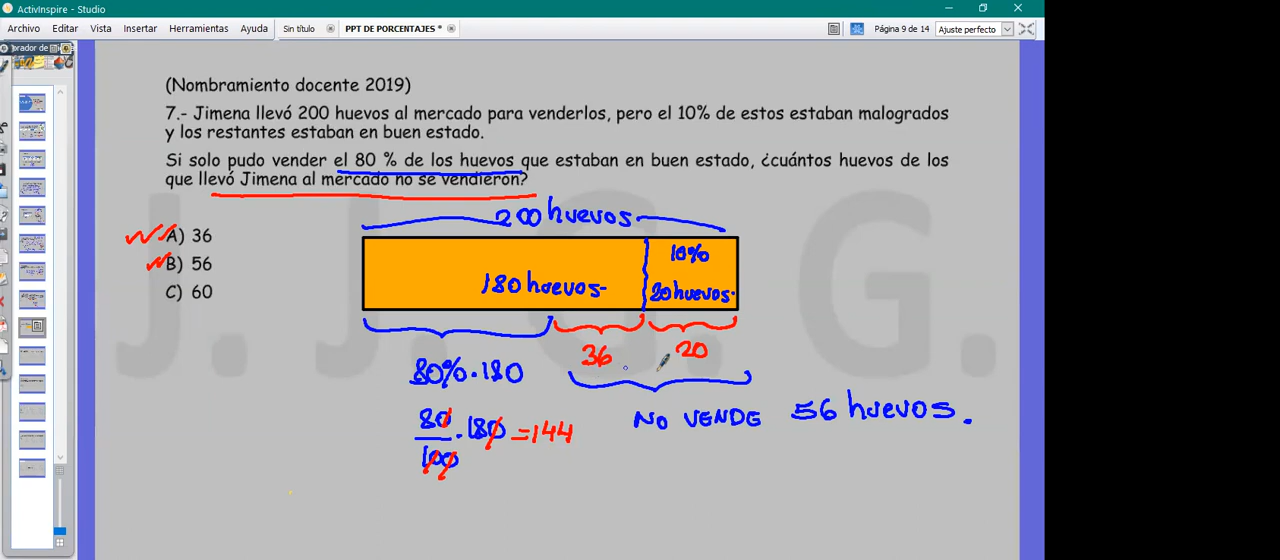 ActivInspire - Studio
Archivo Editar Vista Insertar Herramientas Ayuda
Sin título
PPT DE PORCENTAJES *
Página 9 de 14
Ajuste perfecto
orador de
(Nombramiento docente 2019)
7.- Jimena llevó 200 huevos al mercado para venderlos, pero el 10% de estos estaban malogrados
y los restantes estaban en buen estado.
Si solo pudo vender el 80 % de los huevos que estaban en buen estado, ¿cuántos huevos de los
que llevó Jimena al mercado no se vendieron?
200 huevos
A) 36
B) 56
C) 60
10%
180 huevos
20 huevos
36
20
80% · 180
NO VENDE 56 huevos.
80/100 · 180 = 144
J. J. G. G.